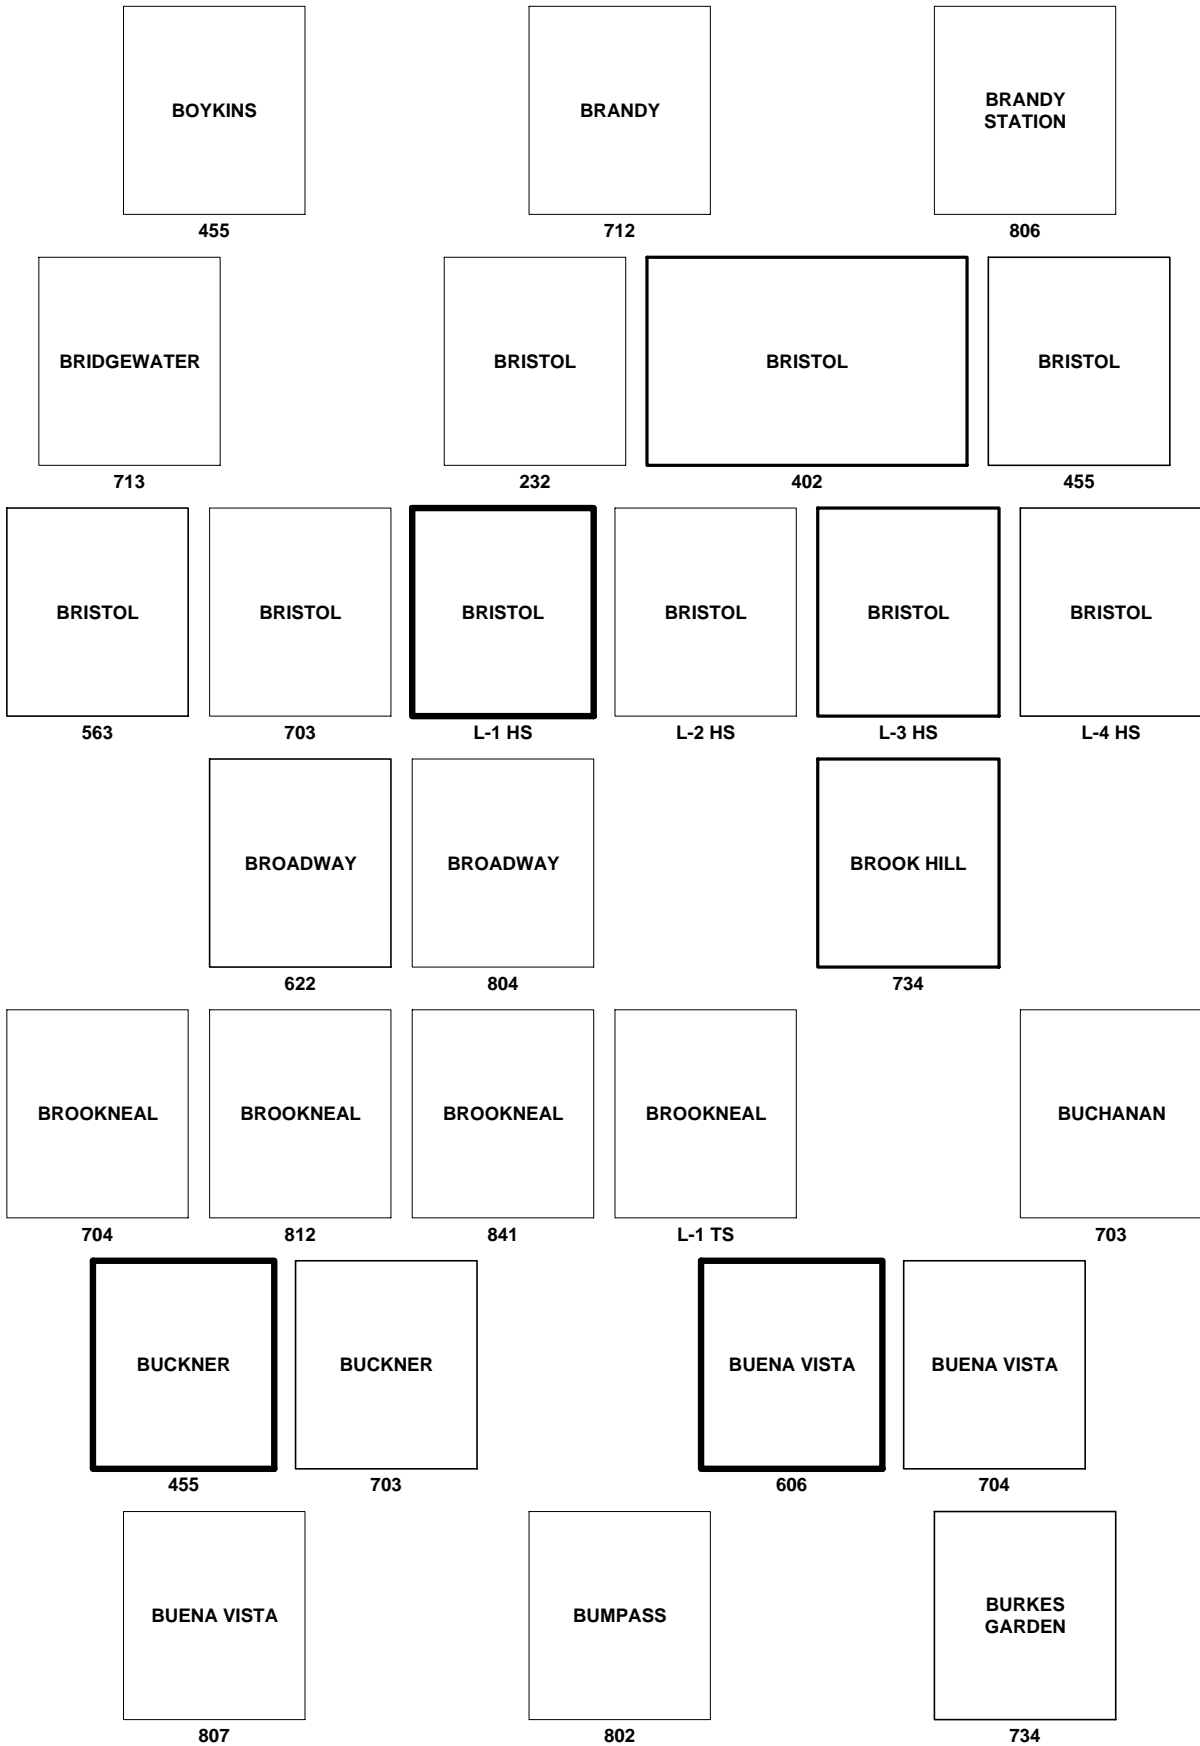 BOYKINS
455
BRANDY
712
BRANDY
STATION
806
BRIDGEWATER
713
BRISTOL
232
BRISTOL
402
BRISTOL
455
BRISTOL
563
BRISTOL
703
BRISTOL
L-1 HS
BRISTOL
L-2 HS
BRISTOL
L-3 HS
BRISTOL
L-4 HS
BROADWAY
622
BROADWAY
804
BROOK HILL
734
BROOKNEAL
704
BROOKNEAL
812
BROOKNEAL
841
BROOKNEAL
L-1 TS
BUCHANAN
703
BUCKNER
455
BUCKNER
703
BUENA VISTA
606
BUENA VISTA
704
BUENA VISTA
807
BUMPASS
802
BURKES
GARDEN
734